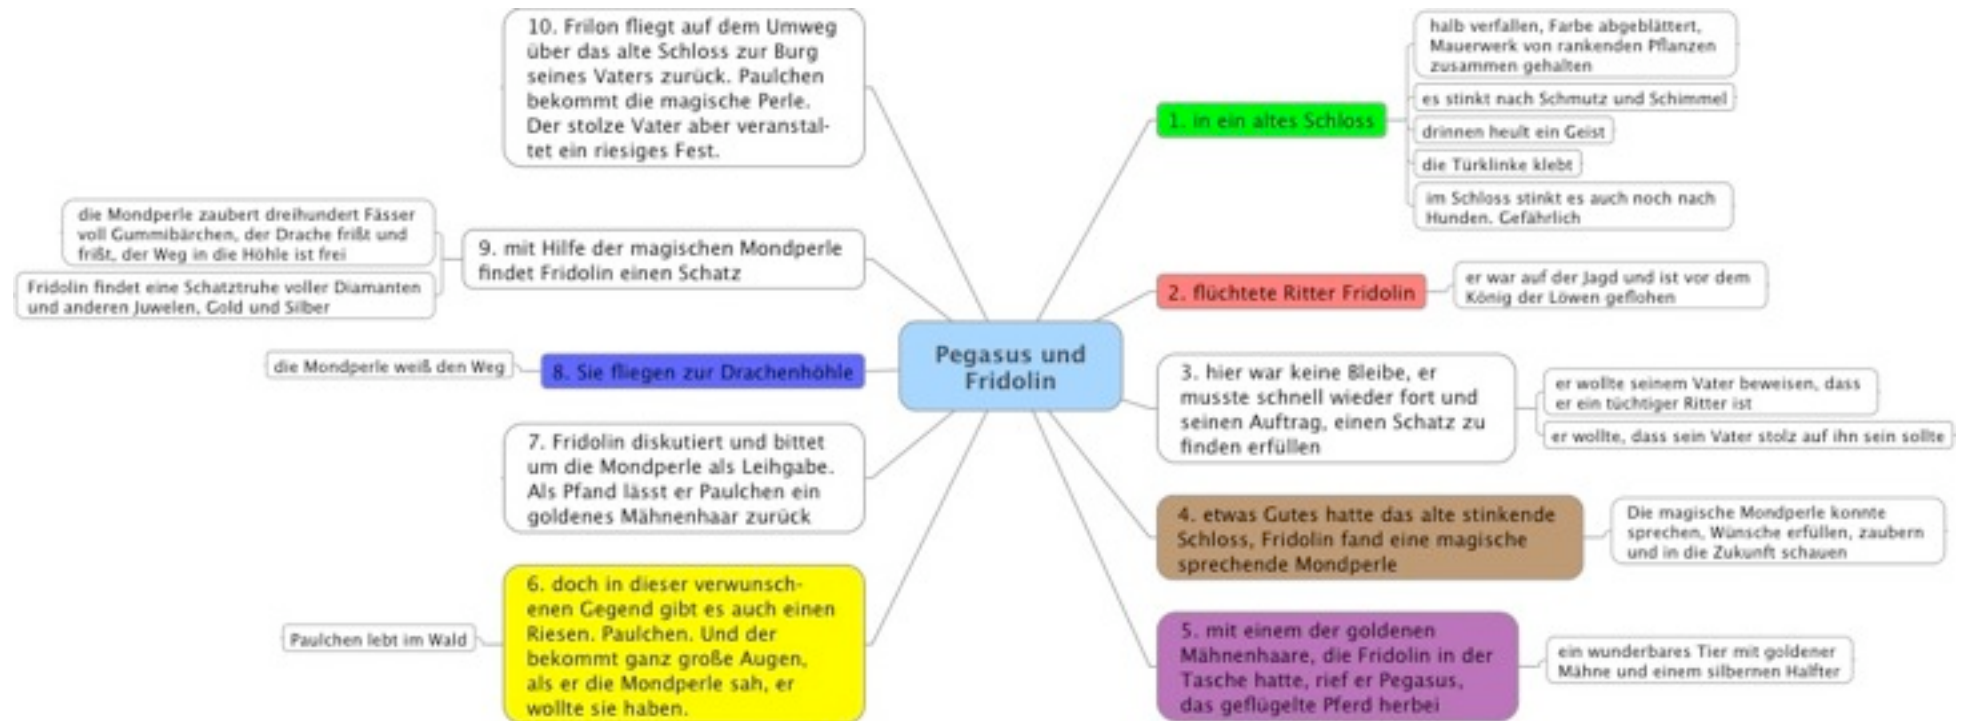 Pegasus und
Fridolin
1. in ein altes Schloss
halb verfallen, Farbe abgeblättert,
Mauerwerk von rankenden Pflanzen
zusammen gehalten
es stinkt nach Schmutz und Schimmel
drinnen heult ein Geist
die Türklinke klebt
im Schloss stinkt es auch noch nach
Hunden. Gefährlich
2. flüchtete Ritter Fridolin
er war auf der Jagd und ist vor dem
König der Löwen geflohen
3. hier war keine Bleibe, er
musste schnell wieder fort und
seinen Auftrag, einen Schatz zu
finden erfüllen
er wollte seinem Vater beweisen, dass
er ein tüchtiger Ritter ist
er wollte, dass sein Vater stolz auf ihn sein sollte
4. etwas Gutes hatte das alte stinkende
Schloss, Fridolin fand eine magische
sprechende Mondperle
Die magische Mondperle konnte
sprechen, Wünsche erfüllen, zaubern
und in die Zukunft schauen
5. mit einem der goldenen
Mähnenhaare, die Fridolin in der
Tasche hatte, rief er Pegasus,
das geflügelte Pferd herbei
ein wunderbares Tier mit goldener
Mähne und einem silbernen Halfter
6. doch in dieser verwunsch-
enen Gegend gibt es auch einen
Riesen. Paulchen. Und der
bekommt ganz große Augen,
als er die Mondperle sah, er
wollte sie haben.
Paulchen lebt im Wald
7. Fridolin diskutiert und bittet
um die Mondperle als Leihgabe.
Als Pfand lässt er Paulchen ein
goldenes Mähnenhaar zurück
8. Sie fliegen zur Drachenhöhle
die Mondperle weiß den Weg
9. mit Hilfe der magischen Mondperle
findet Fridolin einen Schatz
die Mondperle zaubert dreihundert Fässer
voll Gummibärchen, der Drache frißt und
frißt, der Weg in die Höhle ist frei
Fridolin findet eine Schatztruhe voller Diamanten
und anderen Juwelen, Gold und Silber
10. Frilon fliegt auf dem Umweg
über das alte Schloss zur Burg
seines Vaters zurück. Paulchen
bekommt die magische Perle.
Der stolze Vater aber veranstal-
tet ein riesiges Fest.